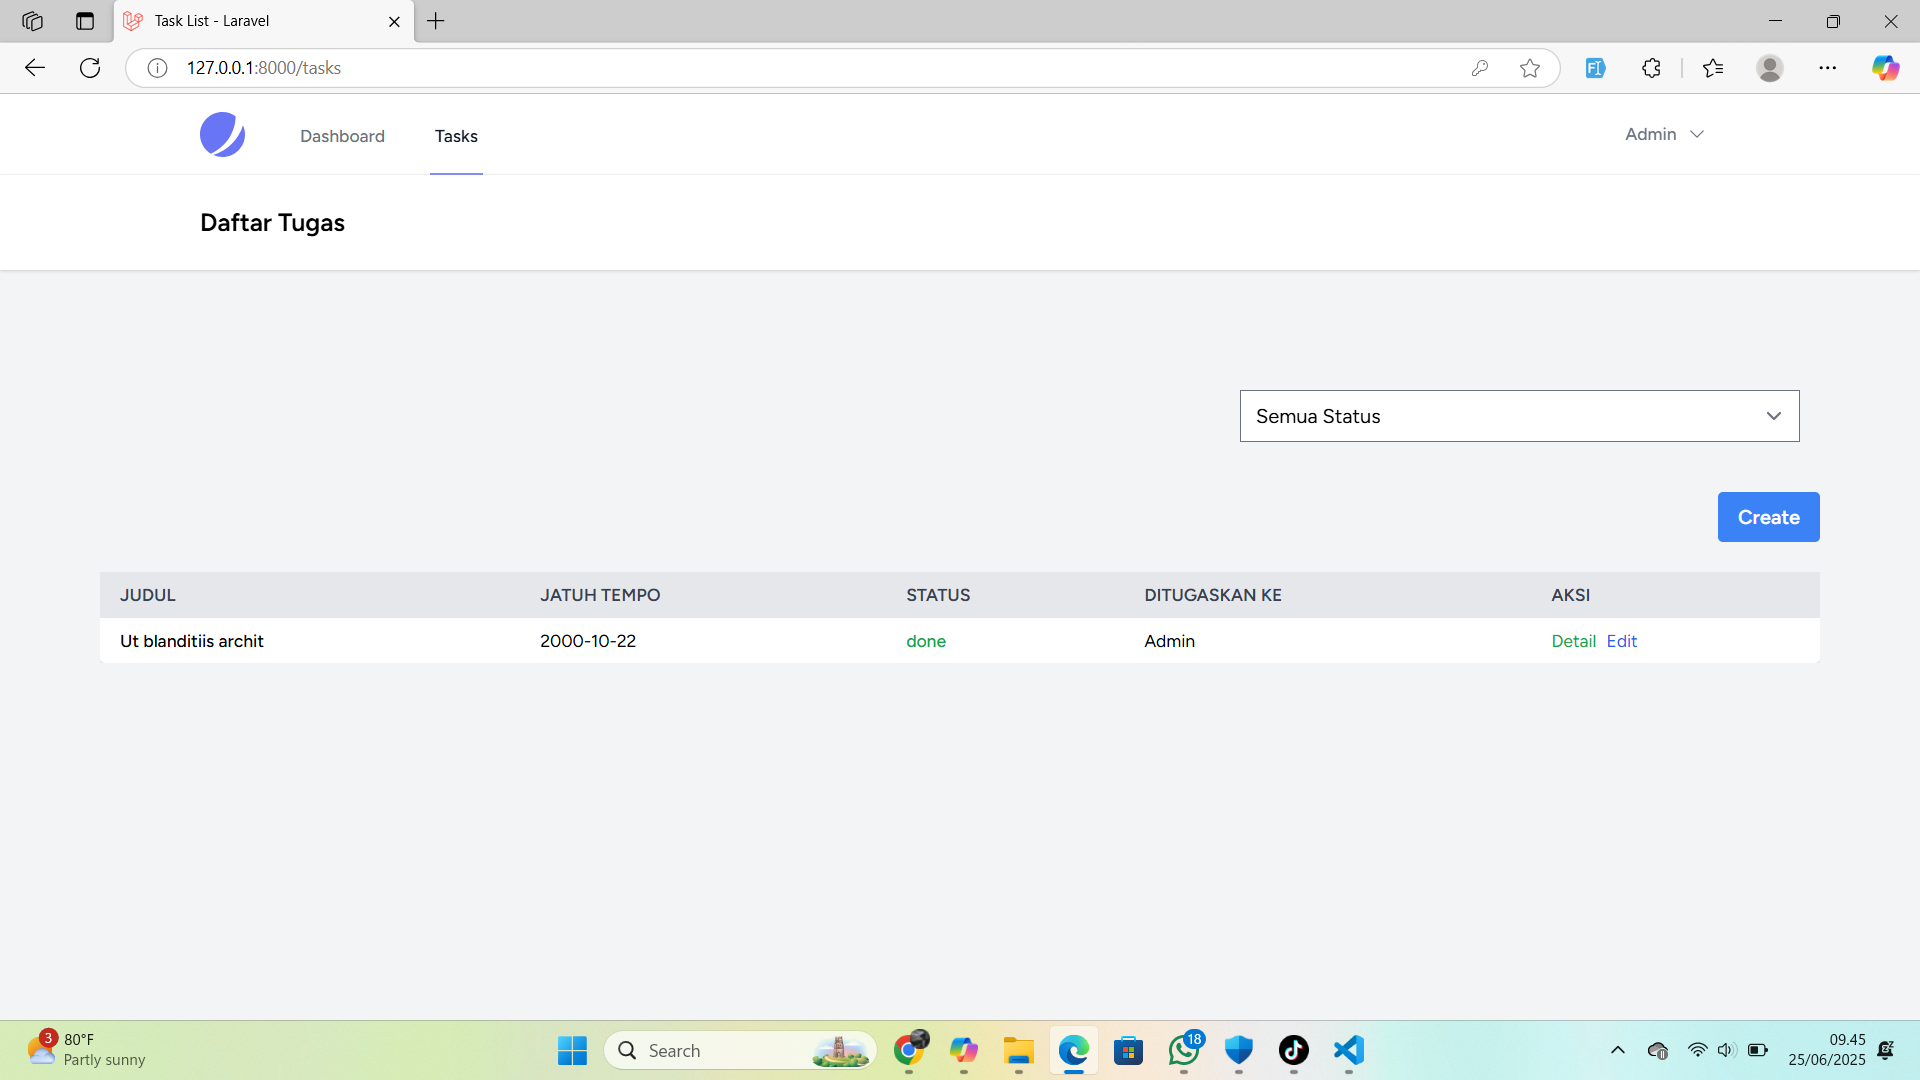 Task List - Laravel
127.0.0.1:8000/tasks
Dashboard Tasks Admin
Daftar Tugas
Semua Status
Create
JUDUL JATUH TEMPO STATUS DITUGASKAN KE AKSI
Ut blanditiis archit 2000-10-22 done Admin Detail Edit
3 80°F
Partly sunny
Search
18
09.45
25/06/2025